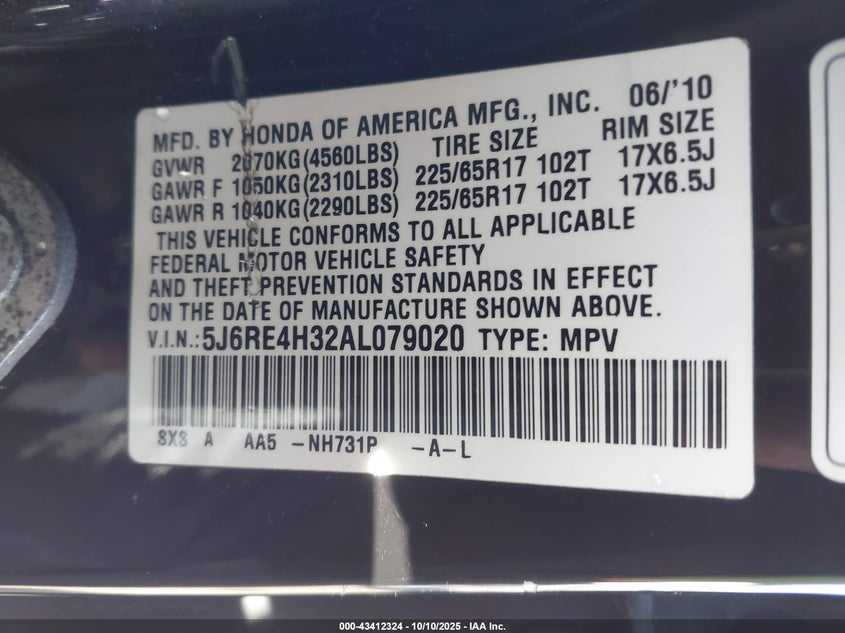 MFD. BY HONDA OF AMERICA MFG., INC. 06/'10
GVWR 2070KG(4560LBS) TIRE SIZE RIM SIZE
GAWR F 1050KG(2310LBS) 225/65R17 102T 17X6.5J
GAWR R 1040KG(2290LBS) 225/65R17 102T 17X6.5J
THIS VEHICLE CONFORMS TO ALL APPLICABLE
FEDERAL MOTOR VEHICLE SAFETY
AND THEFT PREVENTION STANDARDS IN EFFECT
ON THE DATE OF MANUFACTURE SHOWN ABOVE.
V.I.N.:5J6RE4H32AL079020 TYPE: MPV
SXS A AA5 -NH731P -A-L
000-43412324 | 10/10/2025 - IAA Inc.